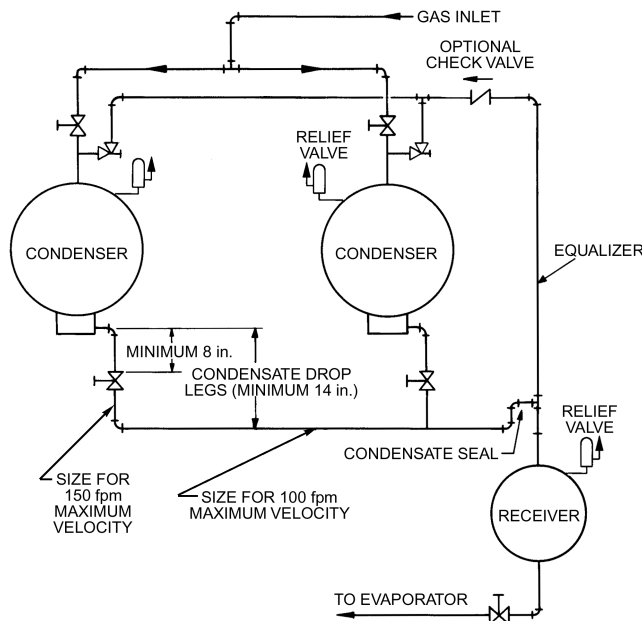 GAS INLET
OPTIONAL
CHECK VALVE
RELIEF
VALVE
CONDENSER
CONDENSER
EQUALIZER
MINIMUM 8 in.
CONDENSATE DROP
LEGS (MINIMUM 14 in.)
RELIEF
VALVE
CONDENSATE SEAL
SIZE FOR
150 fpm
MAXIMUM
VELOCITY
SIZE FOR 100 fpm
MAXIMUM VELOCITY
RECEIVER
TO EVAPORATOR